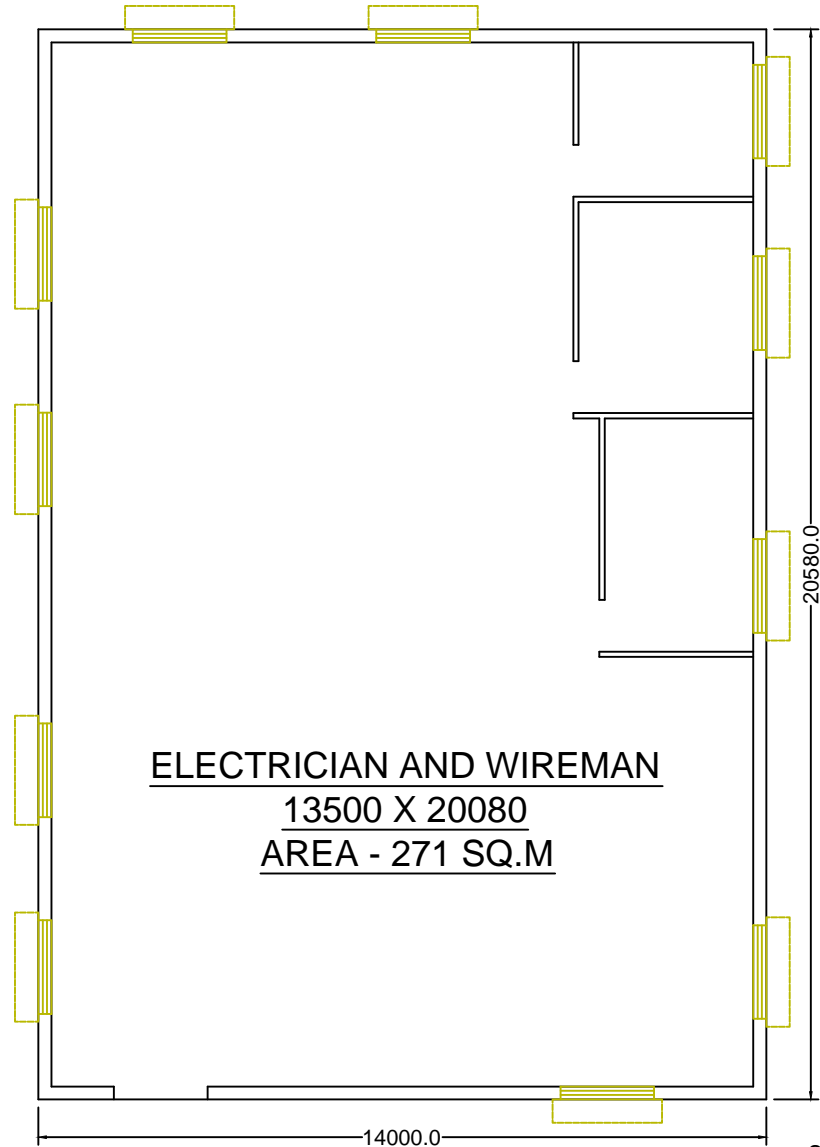 20580.0
ELECTRICIAN AND WIREMAN
13500 X 20080
AREA - 271 SQ.M
14000.0